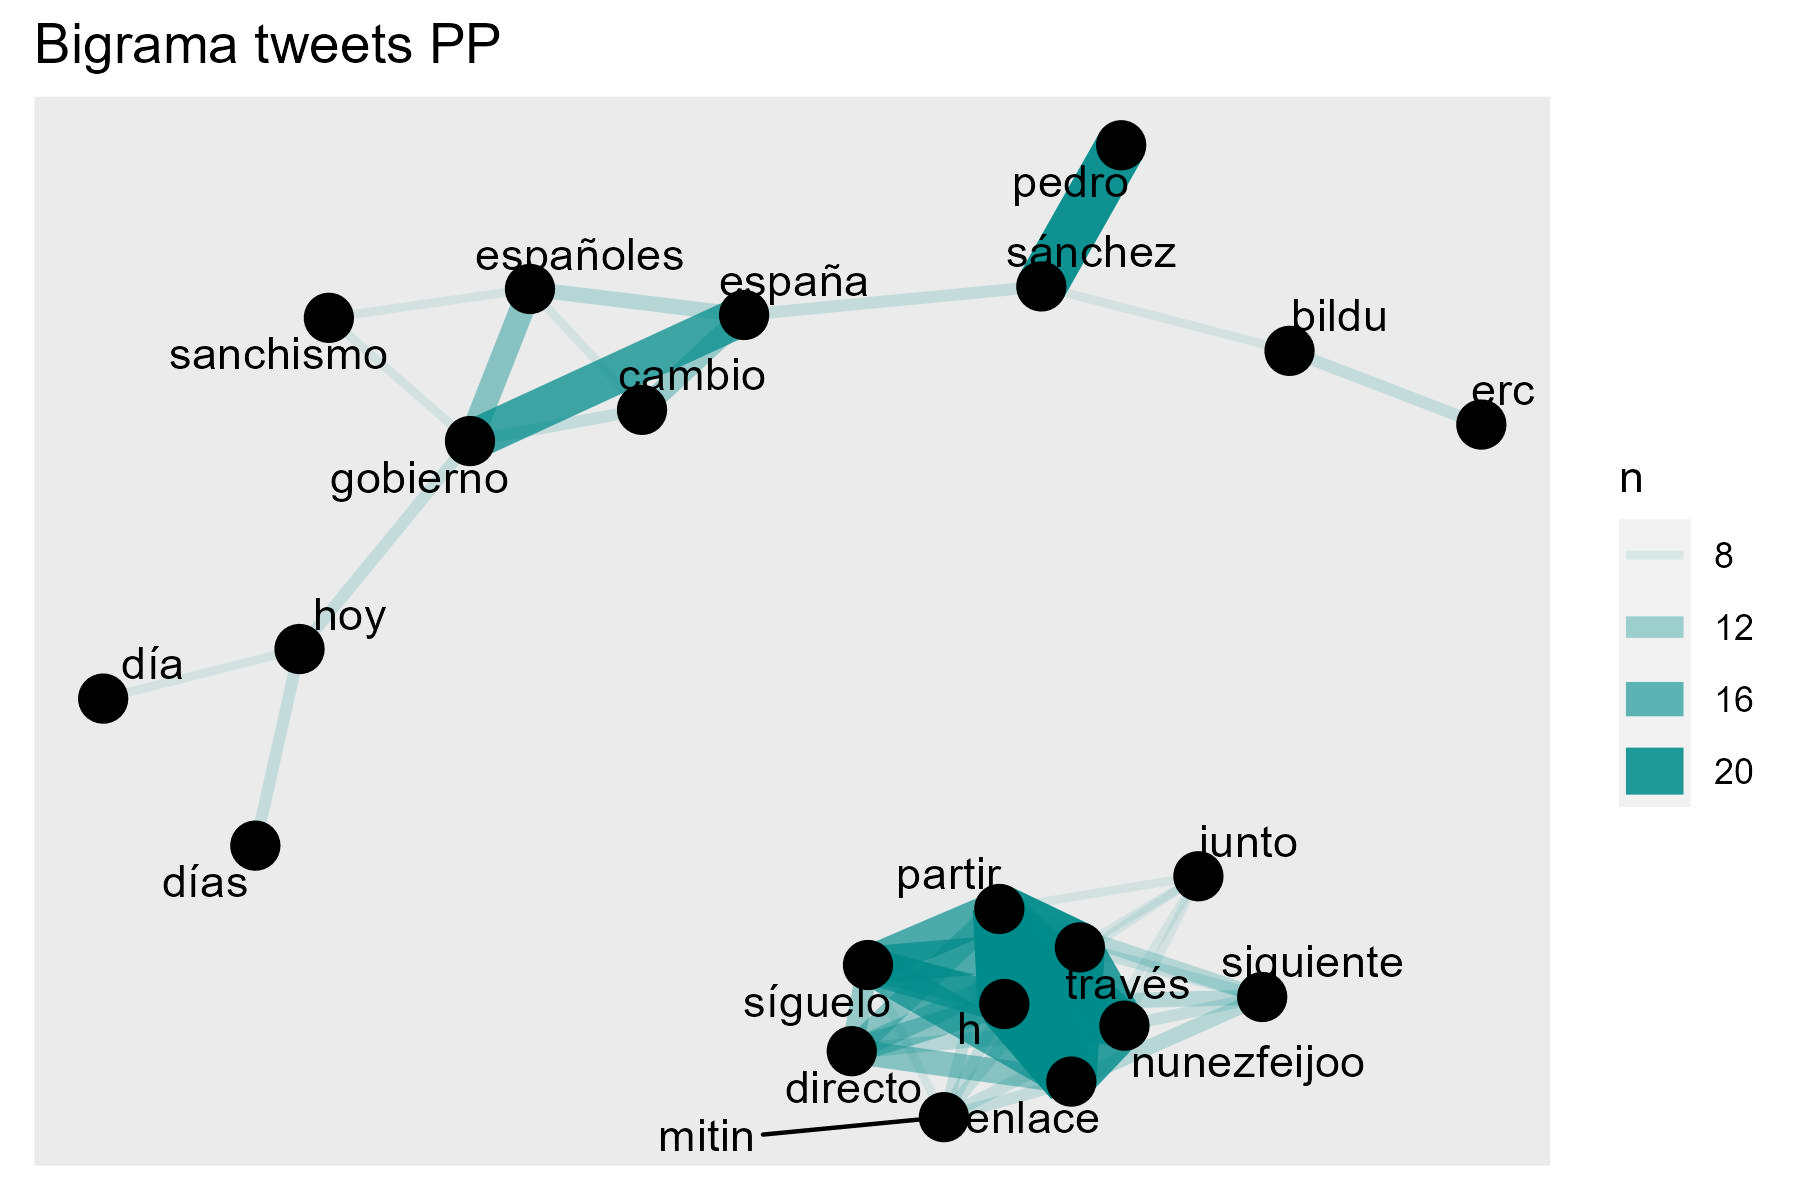 Bigrama tweets PP
pedro
sánchez
españoles
españa
bildu
sanchismo
cambio
erc
gobierno
hoy
día
días
junto
partir
siguiente
través
síguelo
h
nunezfeijoo
directo
enlace
mitin
n
8
12
16
20